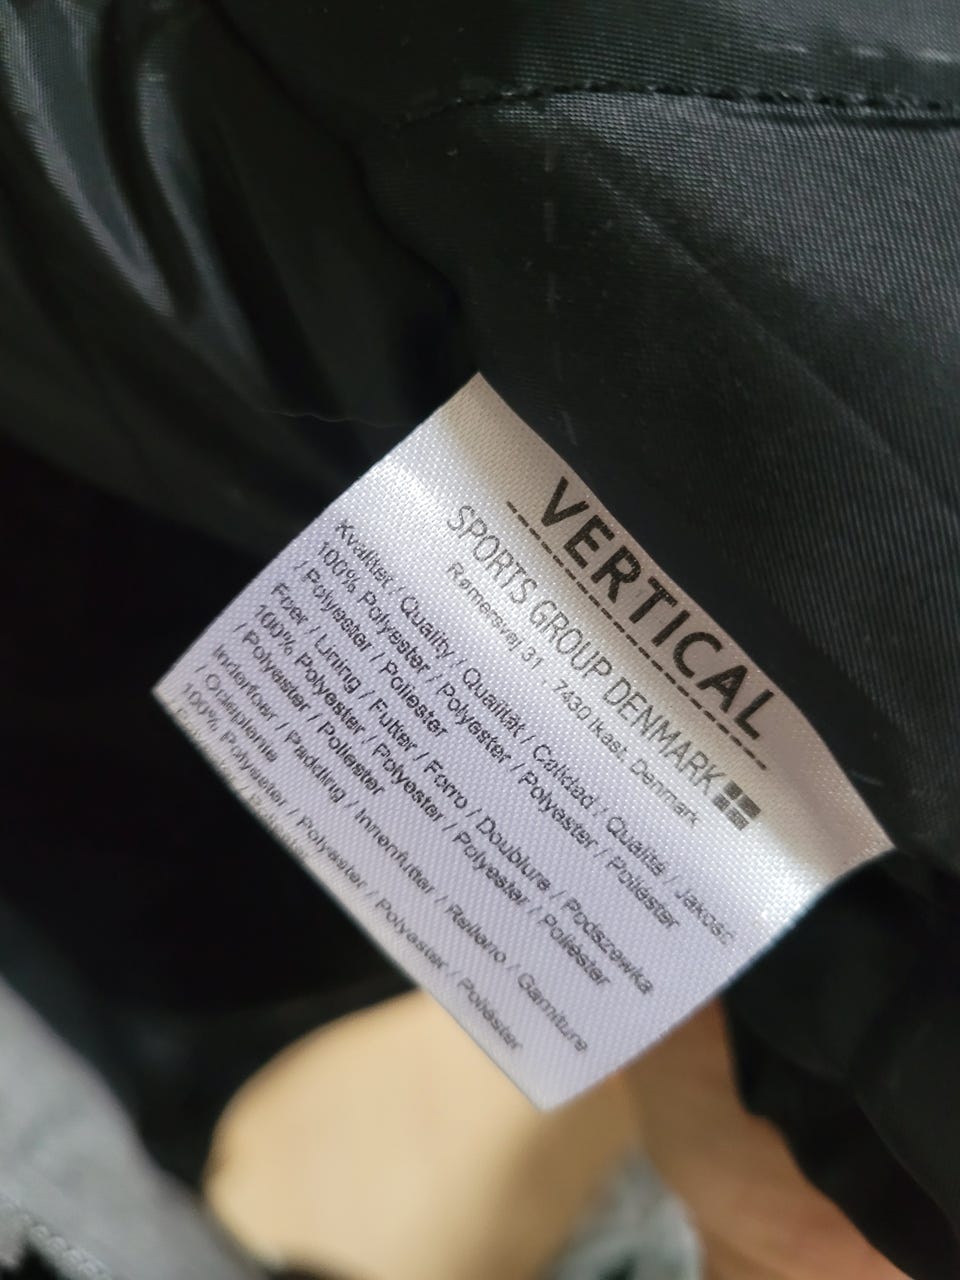 VERTICAL
SPORTS GROUP DENMARK
Rømersvej 31 7430 Ikast, Denmark
Kvalitet / Quality / Qualität / Calidad / Qualité / Jakość
100% Polyester / Polyester / Polyester / Poliéster
/ Polyester / Poliester
Foer / Lining / Futter / Forro / Doublure / Podszewka
100% Polyester / Polyester / Polyester / Poliéster
/ Polyester / Poliester
Inderfoer / Padding / Innenfutter / Relleno / Garniture
/ Ocieplenie
100% Polyester / Polyester / Polyester / Poliéster